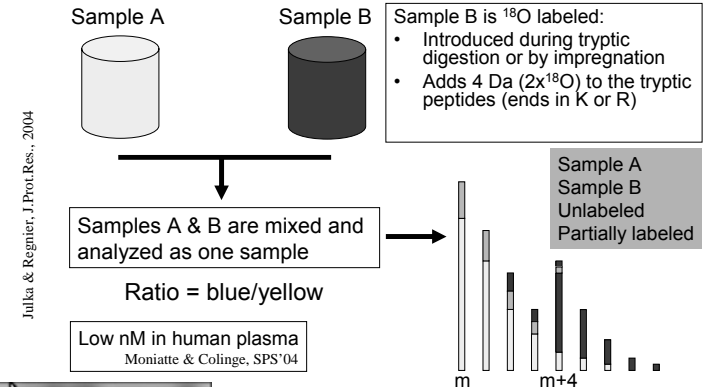 Sample A
Sample B
Sample B is ¹⁸O labeled:
• Introduced during tryptic
digestion or by impregnation
• Adds 4 Da (2x¹⁸O) to the tryptic
peptides (ends in K or R)
Julka & Regnier, J.Prot.Res., 2004
Samples A & B are mixed and
analyzed as one sample
Ratio = blue/yellow
Low nM in human plasma
Moniatte & Colinge, SPS'04
Sample A
Sample B
Unlabeled
Partially labeled
m
m+4